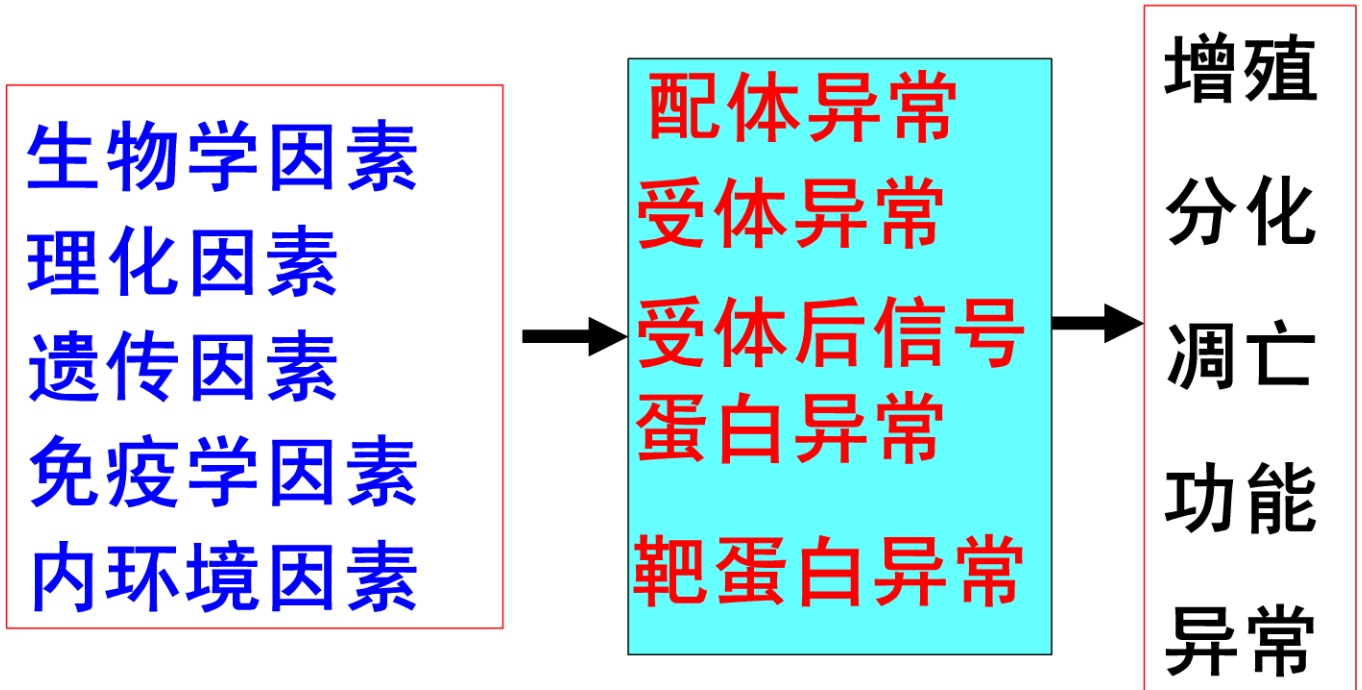 生物学因素
理化因素
遗传因素
免疫学因素
内环境因素
配体异常
受体异常
受体后信号
蛋白异常
靶蛋白异常
增殖
分化
凋亡
功能
异常